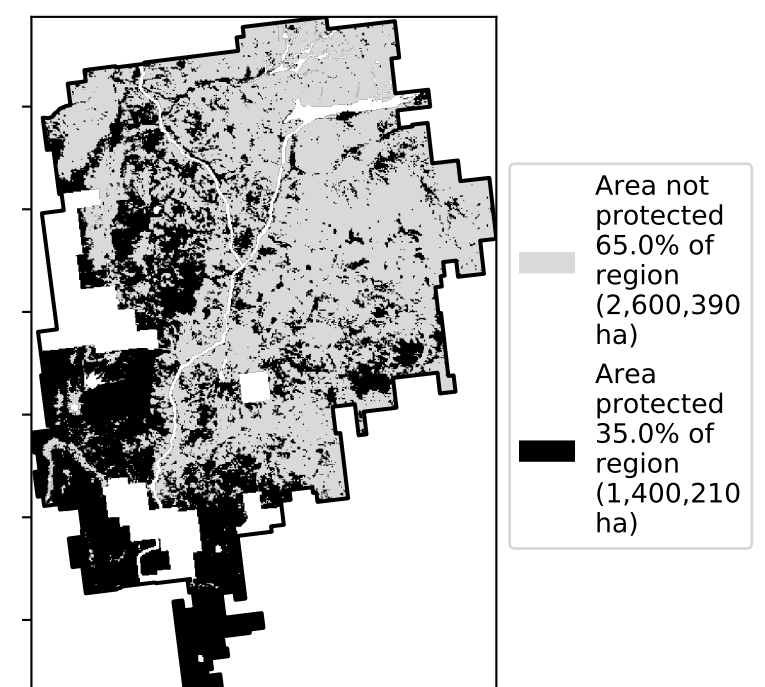 Area not
protected
65.0% of
region
(2,600,390
ha)
Area
protected
35.0% of
region
(1,400,210
ha)